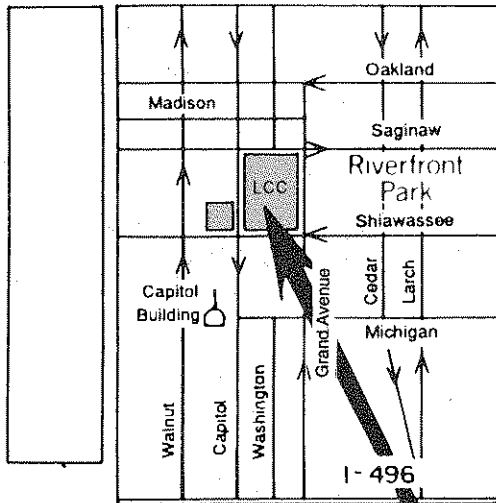 Oakland
Madison
Saginaw
LCC
Riverfront
Park
Shiawassee
Capitol
Building
Grand Avenue
Cedar
Larch
Michigan
Walnut
Capitol
Washington
I-496